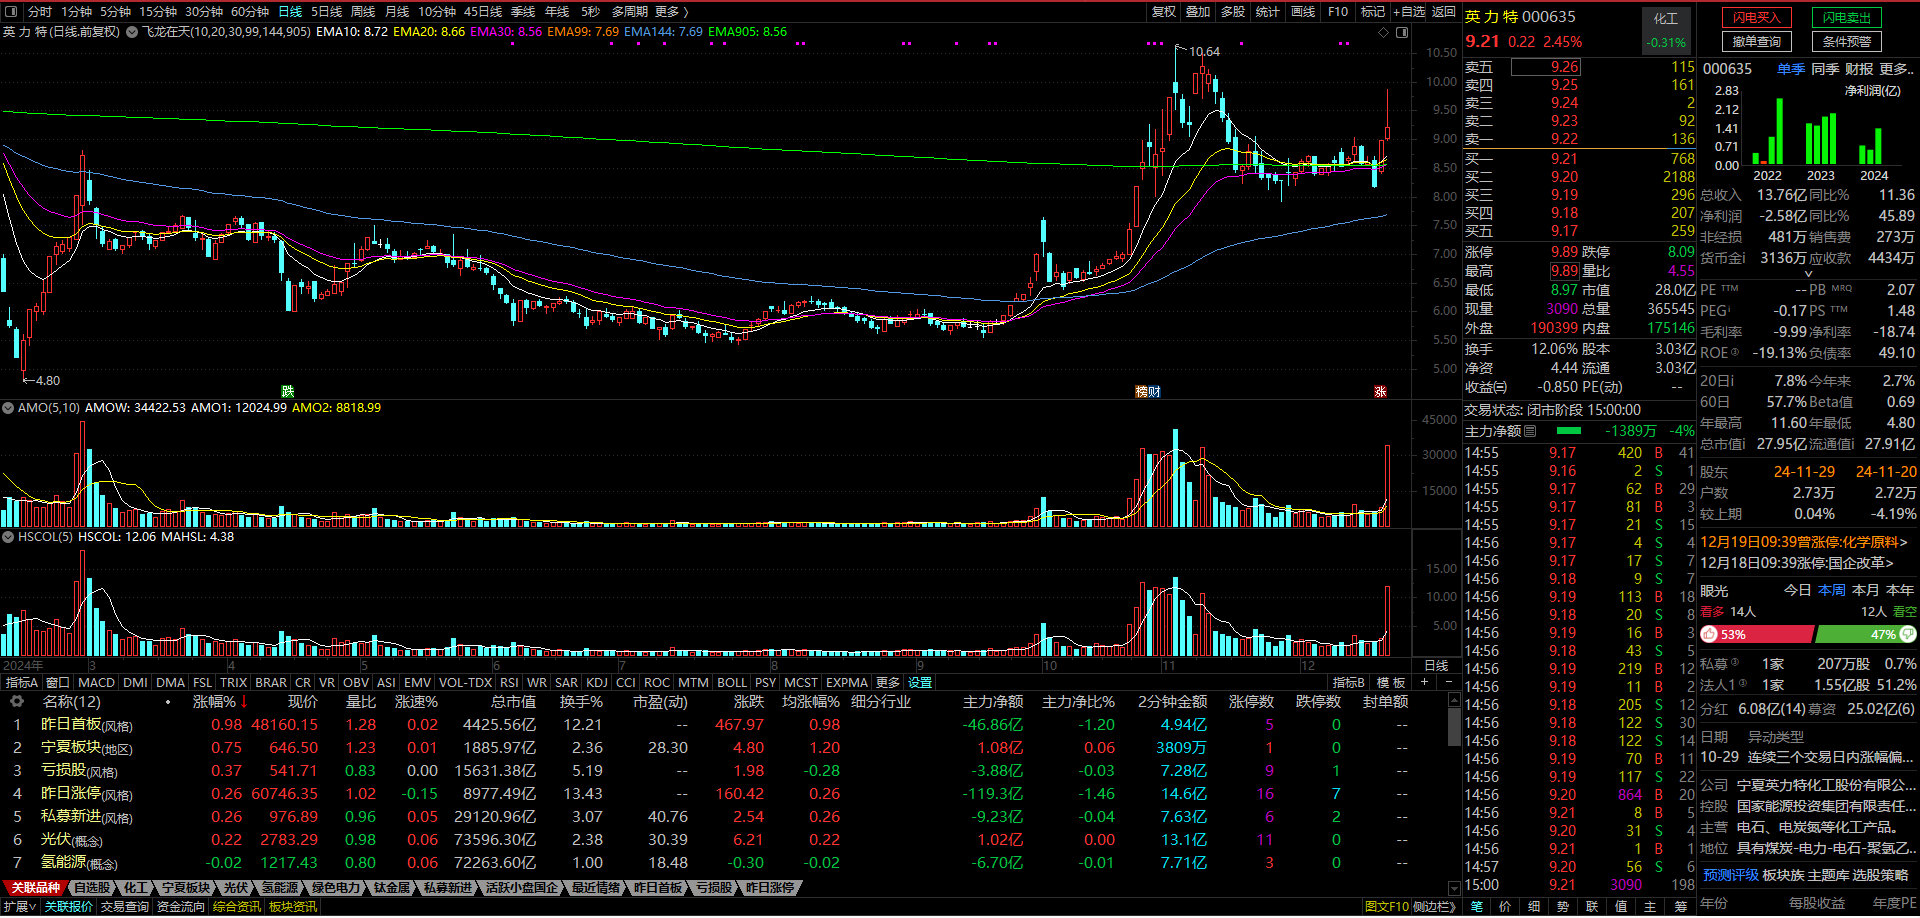 分时 1分钟 5分钟 15分钟 30分钟 60分钟 日线 5日线 周线 月线 10分钟 45日线 季线 年线 5秒 多周期 更多 〉 复权 叠加 多股 统计 画线 F10 标记 +自选 返回
英 力 特 (日线.前复权) 飞龙在天(10,20,30,99,144,905) EMA10: 8.72 EMA20: 8.66 EMA30: 8.56 EMA99: 7.69 EMA144: 7.69 EMA905: 8.56
10.50
10.00
9.50
9.00
8.50
8.00
7.50
7.00
6.50
6.00
5.50
5.00
10.64
4.80
跌
榜财
涨
AMO(5,10) AMOW: 34422.53 AMO1: 12024.99 AMO2: 8818.99
45000
30000
15000
HSCOL(5) HSCOL: 12.06 MAHSL: 4.38
15.00
10.00
5.00
2024年 3 4 5 6 7 8 9 10 11 12 日线
指标A 窗口 MACD DMI DMA FSL TRIX BRAR CR VR OBV ASI EMV VOL-TDX RSI WR SAR KDJ CCI ROC MTM BOLL PSY MCST EXPMA 更多 设置 指标B 模 板 + −
名称(12) 涨幅%↓ 现价 量比 涨速% 总市值 换手% 市盈(动) 涨跌 均涨幅% 细分行业 主力净额 主力净比% 2分钟金额 涨停数 跌停数 封单额
1 昨日首板(风格) 0.98 48160.15 1.28 0.02 4425.56亿 12.21 -- 467.97 0.98 -46.86亿 -1.20 4.94亿 5 0 --
2 宁夏板块(地区) 0.75 646.50 1.23 0.01 1885.97亿 2.36 28.30 4.80 1.20 1.08亿 0.06 3809万 1 0 --
3 亏损股(风格) 0.37 541.71 0.83 0.00 15631.38亿 5.19 -- 1.98 -0.28 -3.88亿 -0.03 7.28亿 9 1 --
4 昨日涨停(风格) 0.26 60746.35 1.02 -0.15 8977.49亿 13.43 -- 160.42 0.26 -119.3亿 -1.46 14.6亿 16 7 --
5 私募新进(风格) 0.26 976.89 0.96 0.05 29120.96亿 3.07 40.76 2.54 0.26 -9.23亿 -0.04 7.63亿 6 2 --
6 光伏(概念) 0.22 2783.29 0.98 0.06 73596.30亿 2.38 30.39 6.21 0.22 1.02亿 0.00 13.1亿 11 0 --
7 氢能源(概念) -0.02 1217.43 0.80 0.06 72263.60亿 1.00 18.48 -0.30 -0.02 -6.70亿 -0.01 7.71亿 3 0 --
关联品种 自选股 化工 宁夏板块 光伏 氢能源 绿色电力 钛金属 私募新进 活跃小盘国企 最近情绪 昨日首板 亏损股 昨日涨停
扩展∨ 关联报价 交易查询 资金流向 综合资讯 板块资讯 图文F10 侧边栏》
英 力 特 000635 化工
9.21 0.22 2.45% -0.31%
卖五 9.26 115
卖四 9.25 161
卖三 9.24 2
卖二 9.23 92
卖一 9.22 136
买一 9.21 768
买二 9.20 2188
买三 9.19 296
买四 9.18 207
买五 9.17 259
涨停 9.89 跌停 8.09
最高 9.89 量比 4.55
最低 8.97 市值 28.0亿
现量 3090 总量 365545
外盘 190399 内盘 175146
换手 12.06% 股本 3.03亿
净资 4.44 流通 3.03亿
收益㈢ -0.850 PE(动) --
交易状态: 闭市阶段 15:00:00
主力净额 -1389万 -4%
14:55 9.17 420 B 41
14:55 9.16 2 S 1
14:55 9.17 62 B 29
14:55 9.17 81 B 3
14:55 9.17 21 S 15
14:56 9.17 4 S 4
14:56 9.17 17 S 7
14:56 9.18 9 S 7
14:56 9.19 113 B 18
14:56 9.18 20 S 8
14:56 9.19 16 B 3
14:56 9.18 43 S 5
14:56 9.19 219 B 12
14:56 9.19 11 B 2
14:56 9.18 205 S 12
14:56 9.18 122 S 30
14:56 9.18 122 S 14
14:56 9.19 70 B 11
14:56 9.19 117 S 22
14:56 9.20 864 B 20
14:56 9.21 8 B 5
14:56 9.20 31 S 4
14:56 9.21 1 B 1
14:57 9.20 56 S 6
15:00 9.21 3090 198
笔 价 细 势 联 值 主 筹
闪电买入 闪电卖出
撤单查询 条件预警
000635 单季 同季 财报 更多..
净利润(亿)
2.83
2.12
1.41
0.71
0.00
2022 2023 2024
总收入 13.76亿 同比% 11.36
净利润 -2.58亿 同比% 45.89
非经损 481万 销售费 273万
货币金i 3136万 应收款 4434万
PE TTM -- PB MRQ 2.07
PEG i -0.17 PS TTM 1.48
毛利率 -9.99 净利率 -18.74
ROE③ -19.13% 负债率 49.10
20日i 7.8% 今年来 2.7%
60日 57.7% Beta值 0.69
年最高 11.60 年最低 4.80
总市值i 27.95亿 流通值i 27.91亿
股东 24-11-29 24-11-20
户数 2.73万 2.72万
较上期 0.04% -4.19%
12月19日09:39曾涨停:化学原料>
12月18日09:39涨停:国企改革>
眼光 今日 本周 本月 本年
看多 14人 12人 看空
53% 47%
私募③ 1家 207万股 0.7%
法人1③ 1家 1.55亿股 51.2%
分红 6.08亿(14) 募资 25.02亿(6)
日期 异动类型
10-29 连续三个交易日内涨幅偏...
公司 宁夏英力特化工股份有限公...
控股 国家能源投资集团有限责任...
主营 电石、电炭氮等化工产品。
地位 具有煤炭-电力-电石-聚氯乙...
预测评级 板块族 主题库 选股策略
年份 每股收益 年度PE